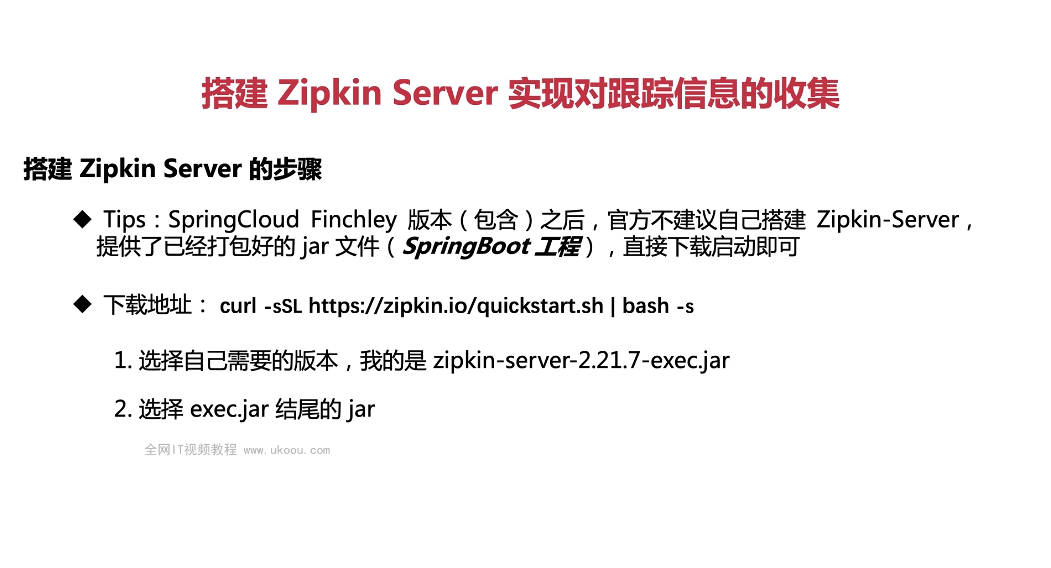 搭建 Zipkin Server 实现对跟踪信息的收集
搭建 Zipkin Server 的步骤
◆ Tips：SpringCloud Finchley 版本（包含）之后，官方不建议自己搭建 Zipkin-Server，
提供了已经打包好的 jar 文件（SpringBoot 工程），直接下载启动即可
◆ 下载地址： curl -sSL https://zipkin.io/quickstart.sh | bash -s
1. 选择自己需要的版本，我的是 zipkin-server-2.21.7-exec.jar
2. 选择 exec.jar 结尾的 jar
全网IT视频教程 www.ukoou.com